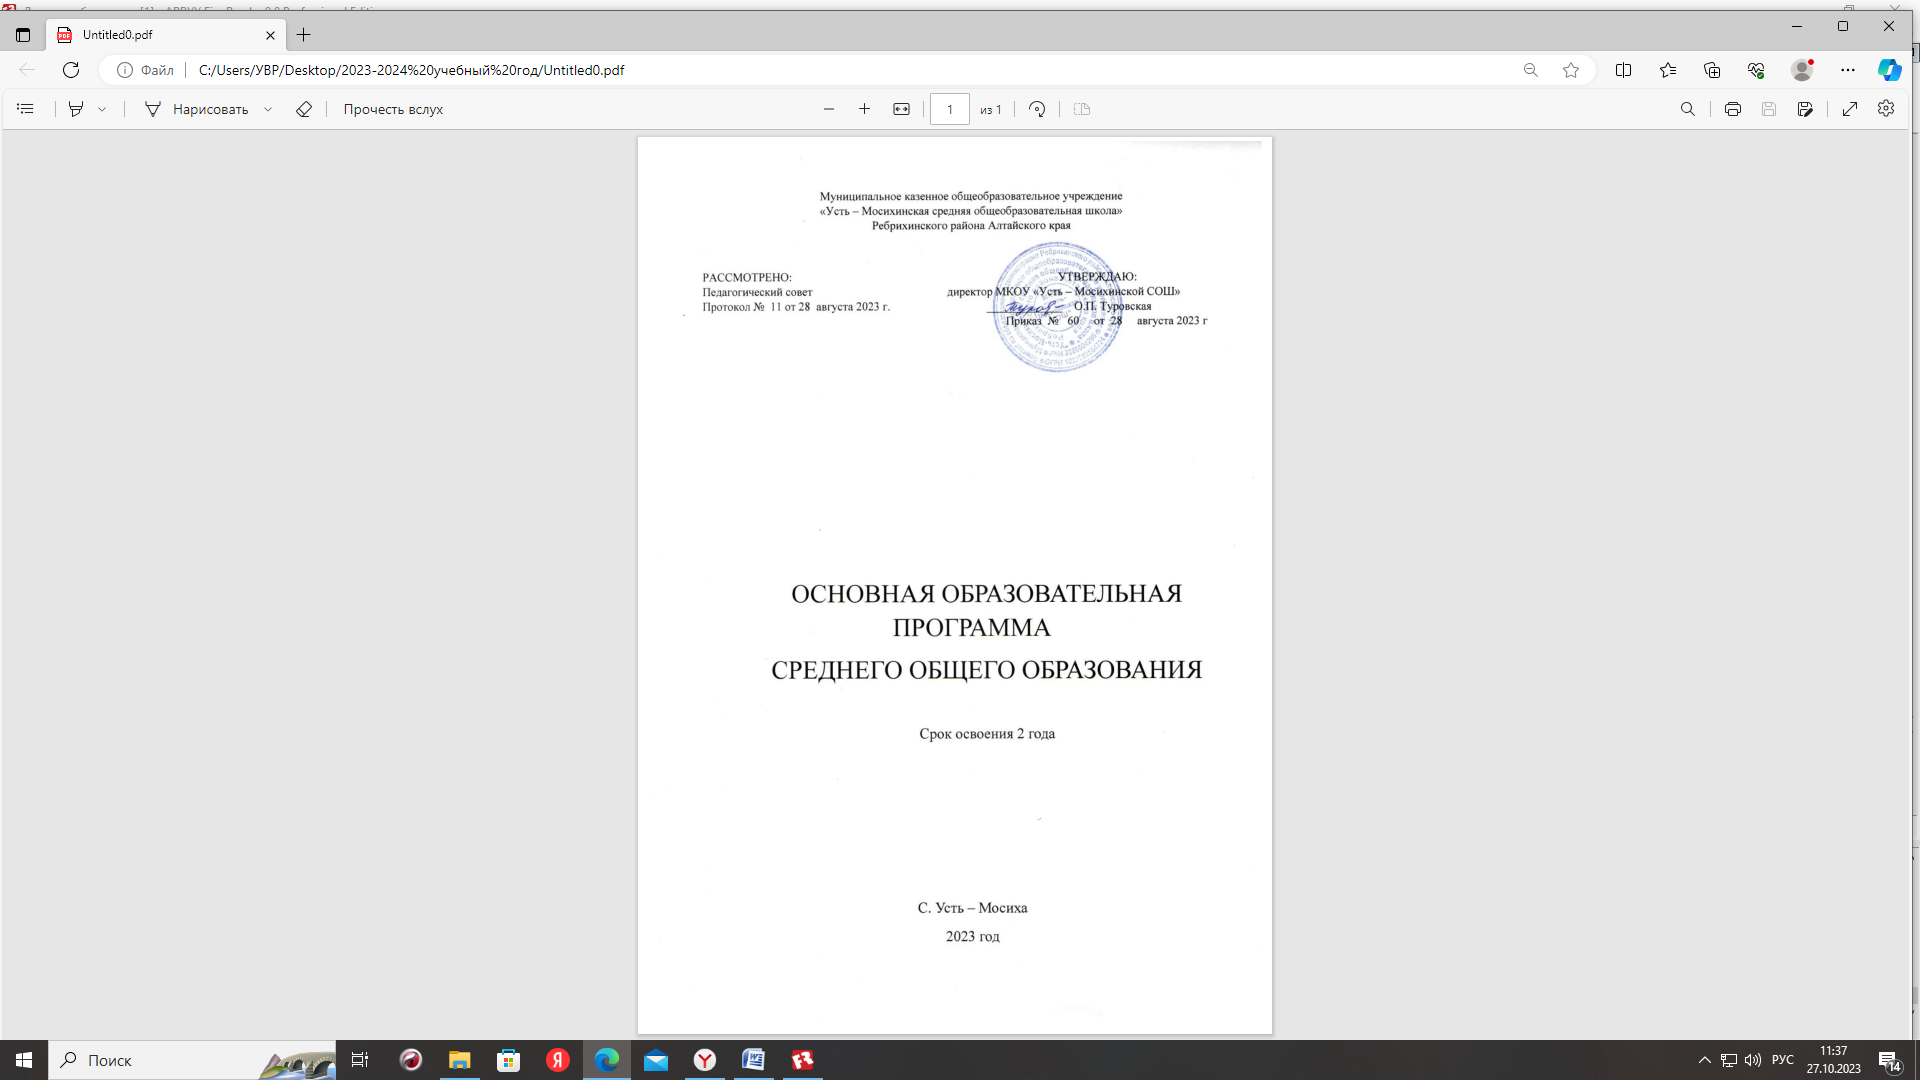 Untitled0.pdf
Файл
C:/Users/УВР/Desktop/2023-2024%20учебный%20год/Untitled0.pdf
Нарисовать
Прочесть вслух
1 из 1
Муниципальное казенное общеобразовательное учреждение
«Усть – Мосихинская средняя общеобразовательная школа»
Ребрихинского района Алтайского края
РАССМОТРЕНО:
Педагогический совет
Протокол № 11 от 28 августа 2023 г.
УТВЕРЖДАЮ:
директор МКОУ «Усть – Мосихинской СОШ»
О.П. Туровская
Приказ № 60 от 28 августа 2023 г
ОСНОВНАЯ ОБРАЗОВАТЕЛЬНАЯ
ПРОГРАММА
СРЕДНЕГО ОБЩЕГО ОБРАЗОВАНИЯ
Срок освоения 2 года
С. Усть – Мосиха
2023 год
Поиск
РУС
11:37
27.10.2023
14